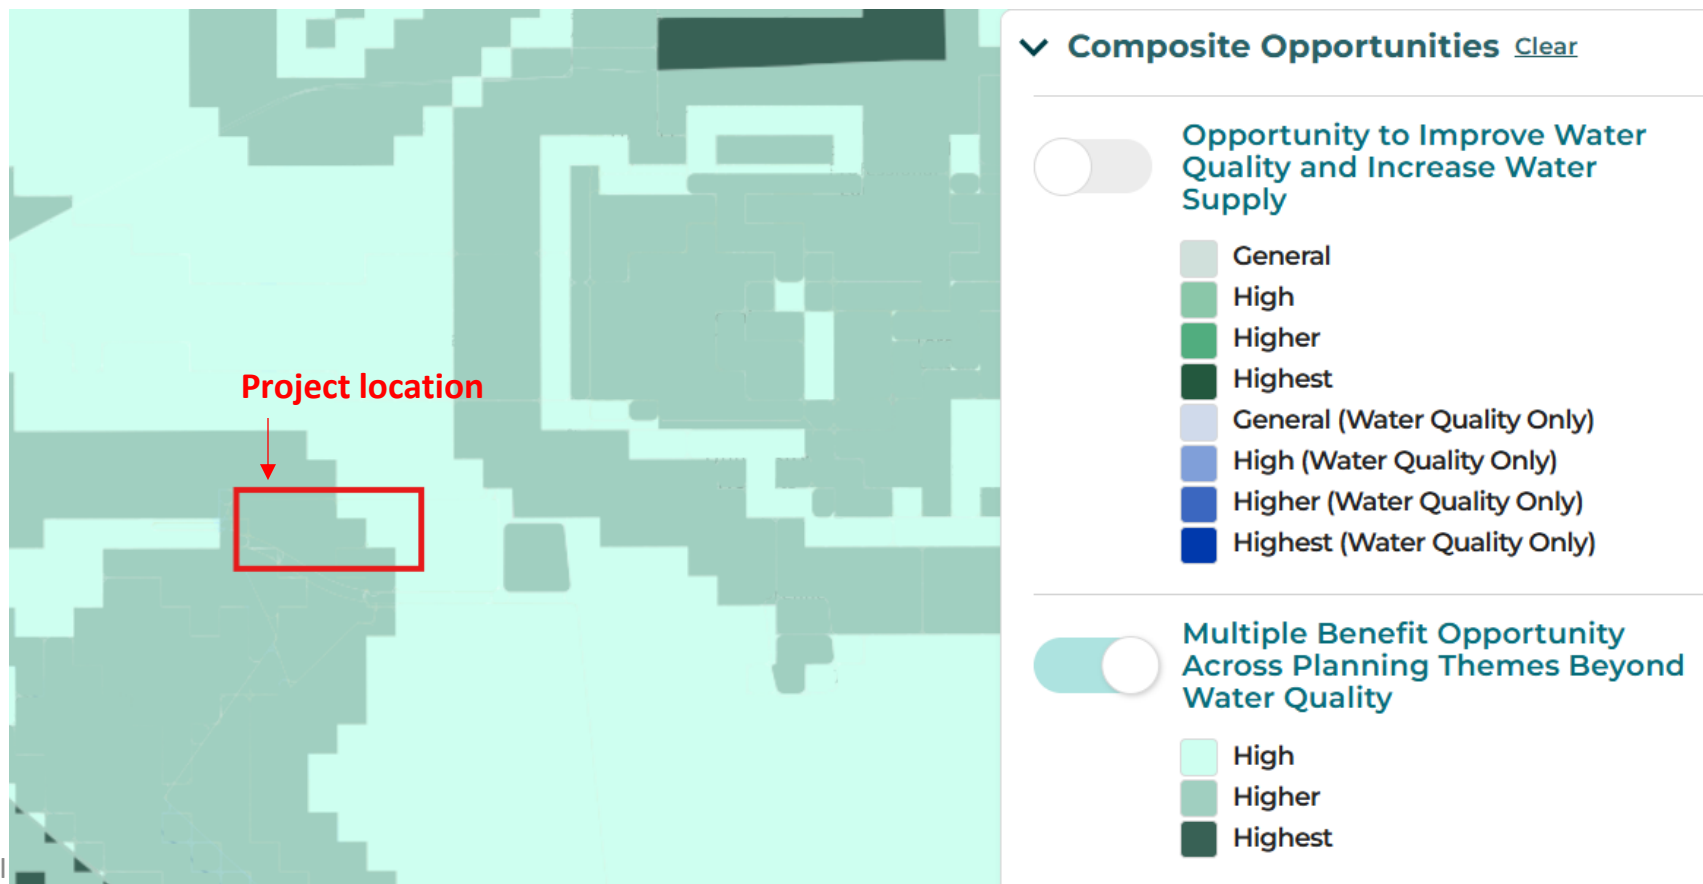 Project location
Composite Opportunities Clear
Opportunity to Improve Water
Quality and Increase Water
Supply
General
High
Higher
Highest
General (Water Quality Only)
High (Water Quality Only)
Higher (Water Quality Only)
Highest (Water Quality Only)
Multiple Benefit Opportunity
Across Planning Themes Beyond
Water Quality
High
Higher
Highest